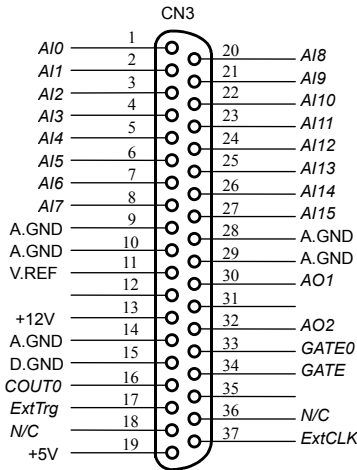 CN3
AI0 1
AI1 2
AI2 3
AI3 4
AI4 5
AI5 6
AI6 7
AI7 8
A.GND 9
A.GND 10
V.REF 11
12
+12V 13
A.GND 14
D.GND 15
COUT0 16
ExtTrg 17
N/C 18
+5V 19
20 AI8
21 AI9
22 AI10
23 AI11
24 AI12
25 AI13
26 AI14
27 AI15
28 A.GND
29 A.GND
30 AO1
31
32 AO2
33 GATE0
34 GATE
35
36 N/C
37 ExtCLK